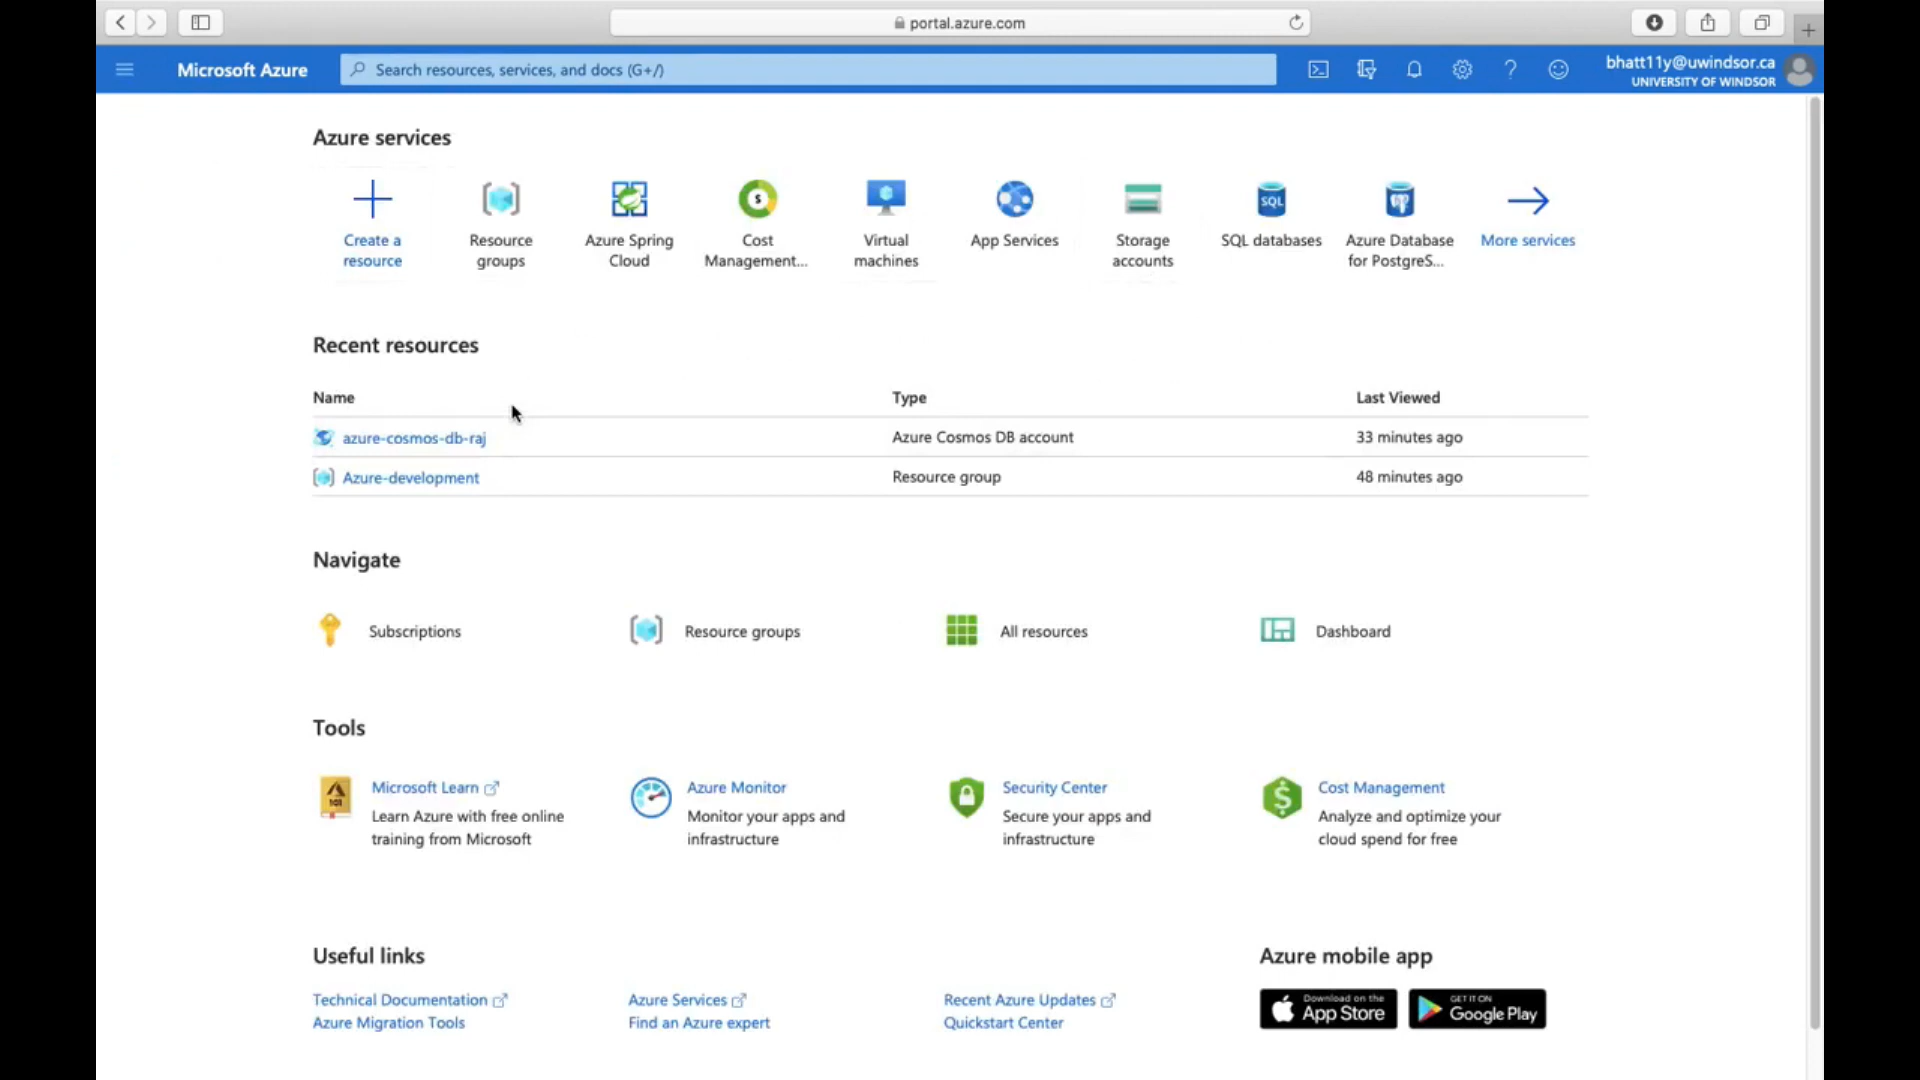 portal.azure.com
Microsoft Azure
Search resources, services, and docs (G+/)
bhatt11y@uwindsor.ca
UNIVERSITY OF WINDSOR
Azure services
Create a
resource
Resource
groups
Azure Spring
Cloud
Cost
Management...
Virtual
machines
App Services
Storage
accounts
SQL
SQL databases
Azure Database
for PostgreS...
More services
Recent resources
Name
Type
Last Viewed
azure-cosmos-db-raj
Azure Cosmos DB account
33 minutes ago
Azure-development
Resource group
48 minutes ago
Navigate
Subscriptions
Resource groups
All resources
Dashboard
Tools
101
Microsoft Learn
Learn Azure with free online
training from Microsoft
Azure Monitor
Monitor your apps and
infrastructure
Security Center
Secure your apps and
infrastructure
Cost Management
Analyze and optimize your
cloud spend for free
Useful links
Technical Documentation
Azure Migration Tools
Azure Services
Find an Azure expert
Recent Azure Updates
Quickstart Center
Azure mobile app
Download on the
App Store
GET IT ON
Google Play